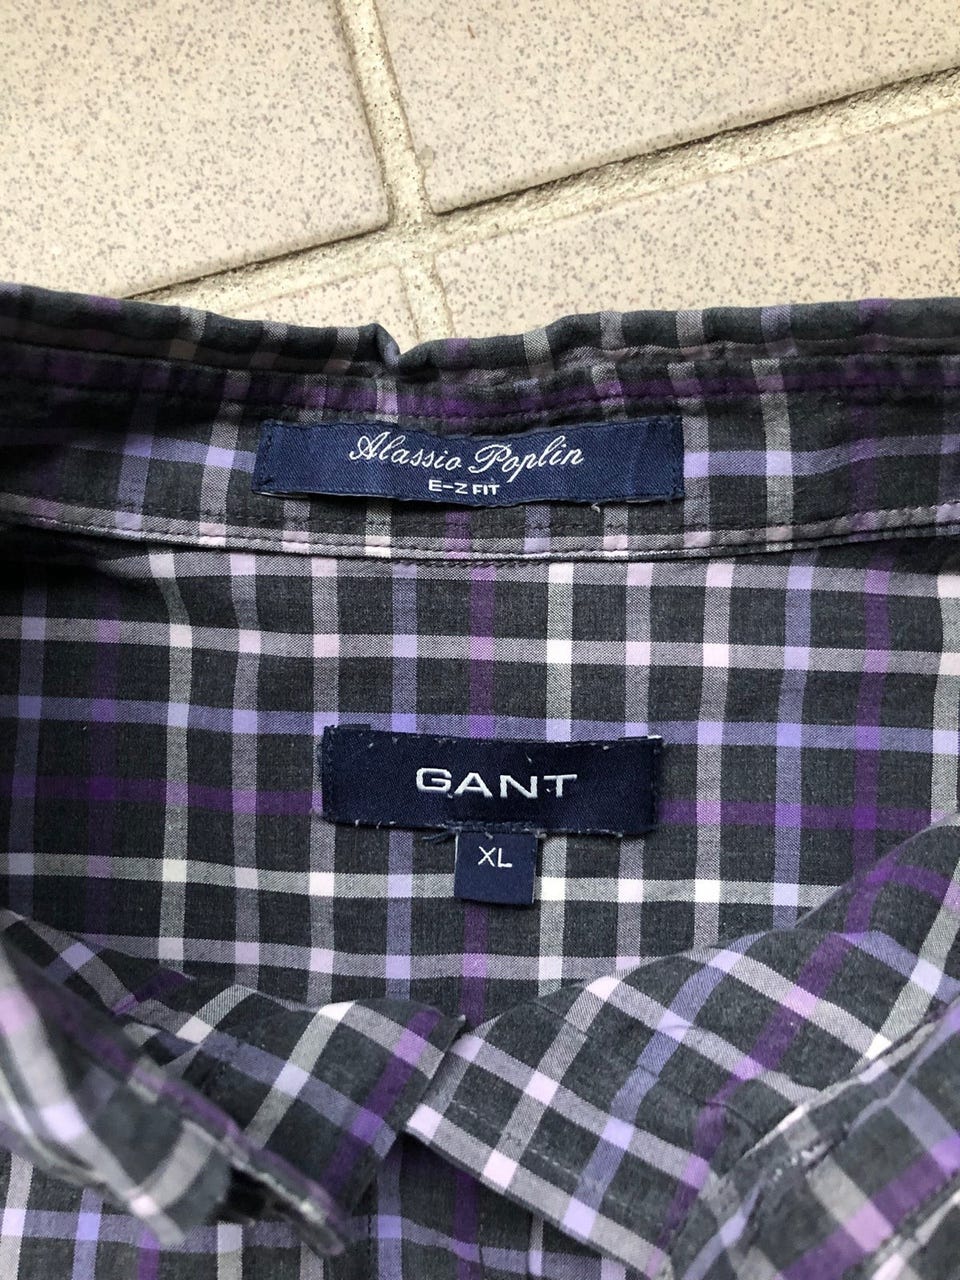 Alassio Poplin
E-Z FIT
GANT
XL